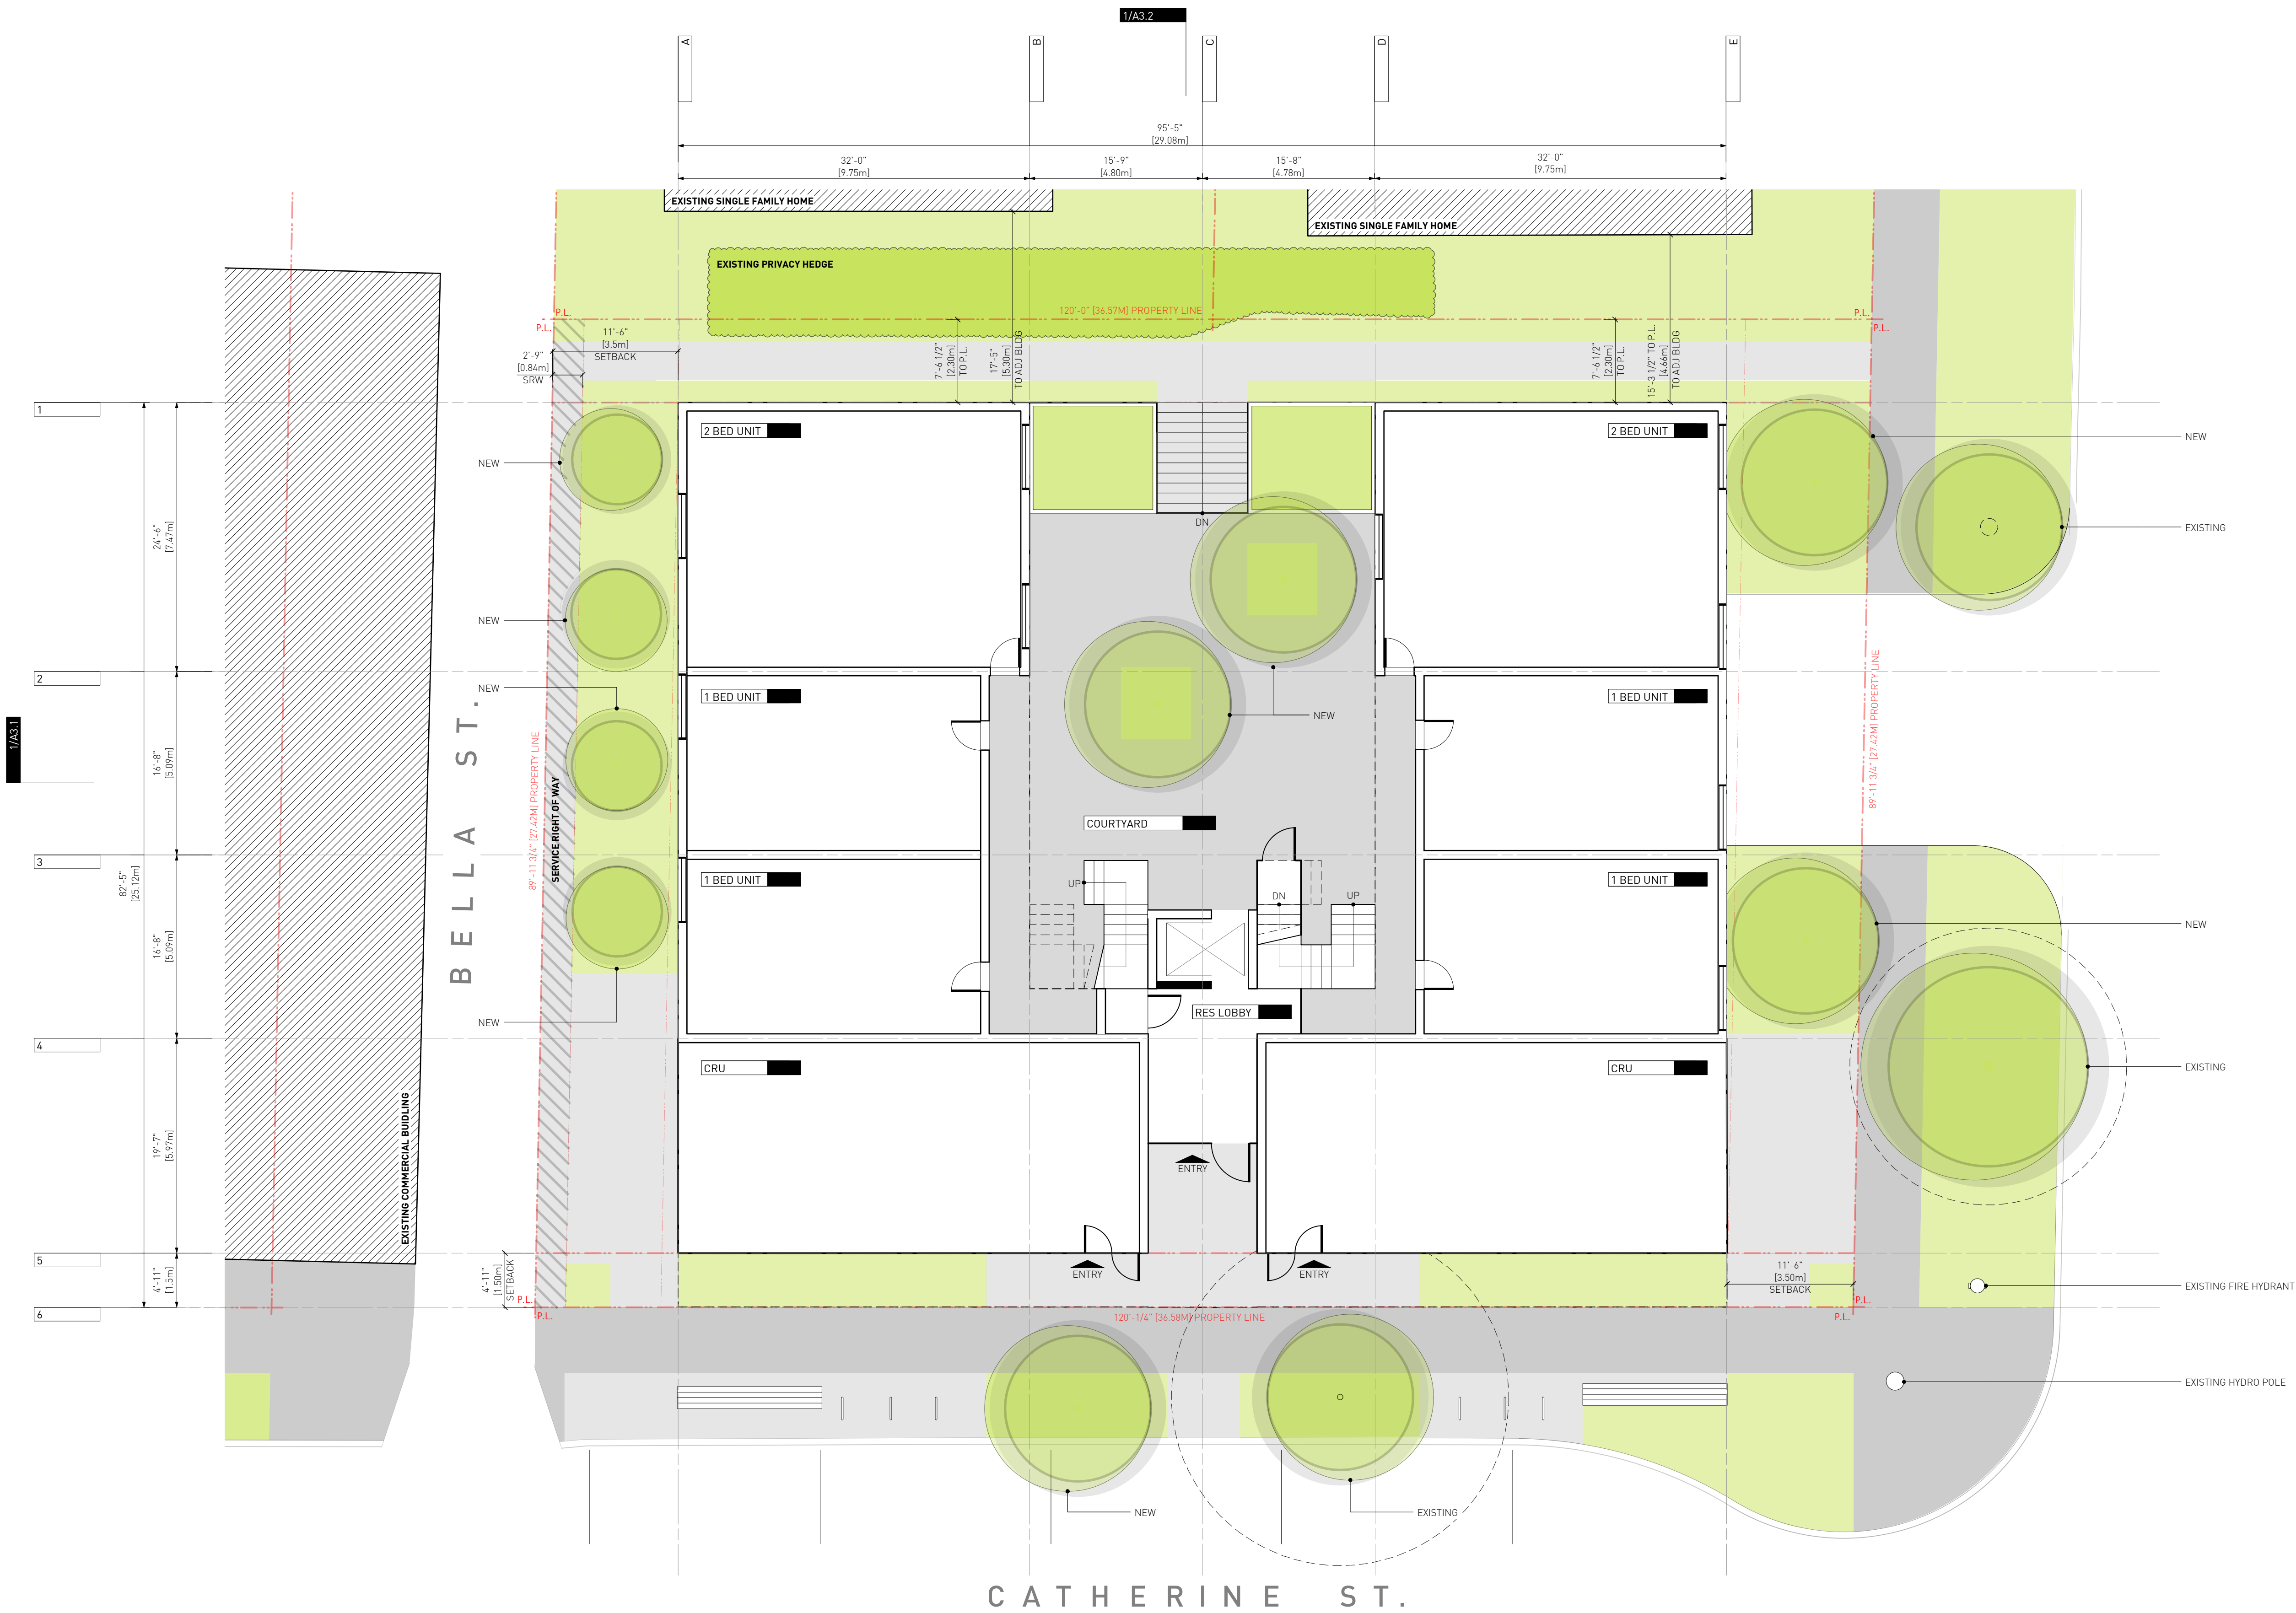 1/A3.2
A
B
C
D
E
95'-5"
[29.08m]
32'-0"
[9.75m]
15'-9"
[4.80m]
15'-8"
[4.78m]
32'-0"
[9.75m]
EXISTING SINGLE FAMILY HOME
EXISTING SINGLE FAMILY HOME
EXISTING PRIVACY HEDGE
120'-0" [36.57M] PROPERTY LINE
P.L.
P.L.
P.L.
P.L.
11'-6"
[3.5m]
SETBACK
2'-9"
[0.84m]
SRW
7'-6 1/2"
[2.30m]
TO P.L.
17'-5"
[5.30m]
TO ADJ BLDG
7'-6 1/2"
[2.30m]
TO P.L.
15'-3 1/2" TO P.L.
[4.66m]
TO ADJ BLDG
1
2
3
4
5
6
24'-6"
[7.47m]
16'-8"
[5.09m]
16'-8"
[5.09m]
19'-7"
[5.97m]
4'-11"
[1.5m]
82'-5"
[25.12m]
1/A3.1
2 BED UNIT
2 BED UNIT
1 BED UNIT
1 BED UNIT
1 BED UNIT
1 BED UNIT
CRU
CRU
COURTYARD
RES LOBBY
DN
UP
DN
UP
ENTRY
ENTRY
ENTRY
NEW
NEW
NEW
NEW
NEW
NEW
EXISTING
NEW
EXISTING
EXISTING FIRE HYDRANT
EXISTING HYDRO POLE
NEW
EXISTING
BELLA ST.
89'-11 3/4" [27.42M] PROPERTY LINE
SERVICE RIGHT OF WAY
89'-11 3/4" [27.42M] PROPERTY LINE
EXISTING COMMERCIAL BUIDLING
4'-11"
[1.50m]
SETBACK
11'-6"
[3.50m]
SETBACK
P.L.
P.L.
P.L.
P.L.
120'-1/4" [36.58M] PROPERTY LINE
CATHERINE ST.